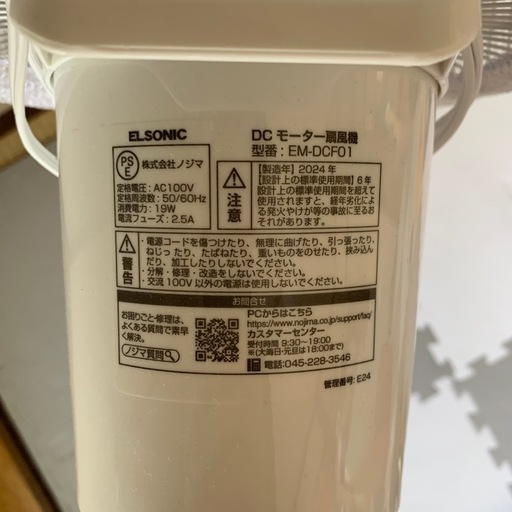 ELSONIC
DC モーター扇風機
型番：EM-DCF01
PS
E
株式会社ノジマ
定格電圧：AC100V
定格周波数：50/60Hz
消費電力：19W
電流フューズ：2.5A
注意
【製造年】2024年
【設計上の標準使用期間】6年
設計上の標準使用期間を超えて
使用されますと、経年劣化によ
る発火やけが等の事故に至るお
それがあります。
警告
・電源コードを傷つけたり、無理に曲げたり、引っ張ったり、
ねじったり、たばねたり、重いものをのせたり、挟み込ん
だり、加工したりしないでください。
・分解・修理・改造をしないでください。
・交流100V以外の電源は使用しないでください。
お問合せ
お困りごと・修理は、
よくある質問で素早
く解決。
ノジマ質問
PCからはこちら
https://www.nojima.co.jp/support/faq/
カスタマーセンター
受付時間 9:30～19:00
※(大晦日・元旦は18:00まで)
電話:045-228-3546
管理番号: E24